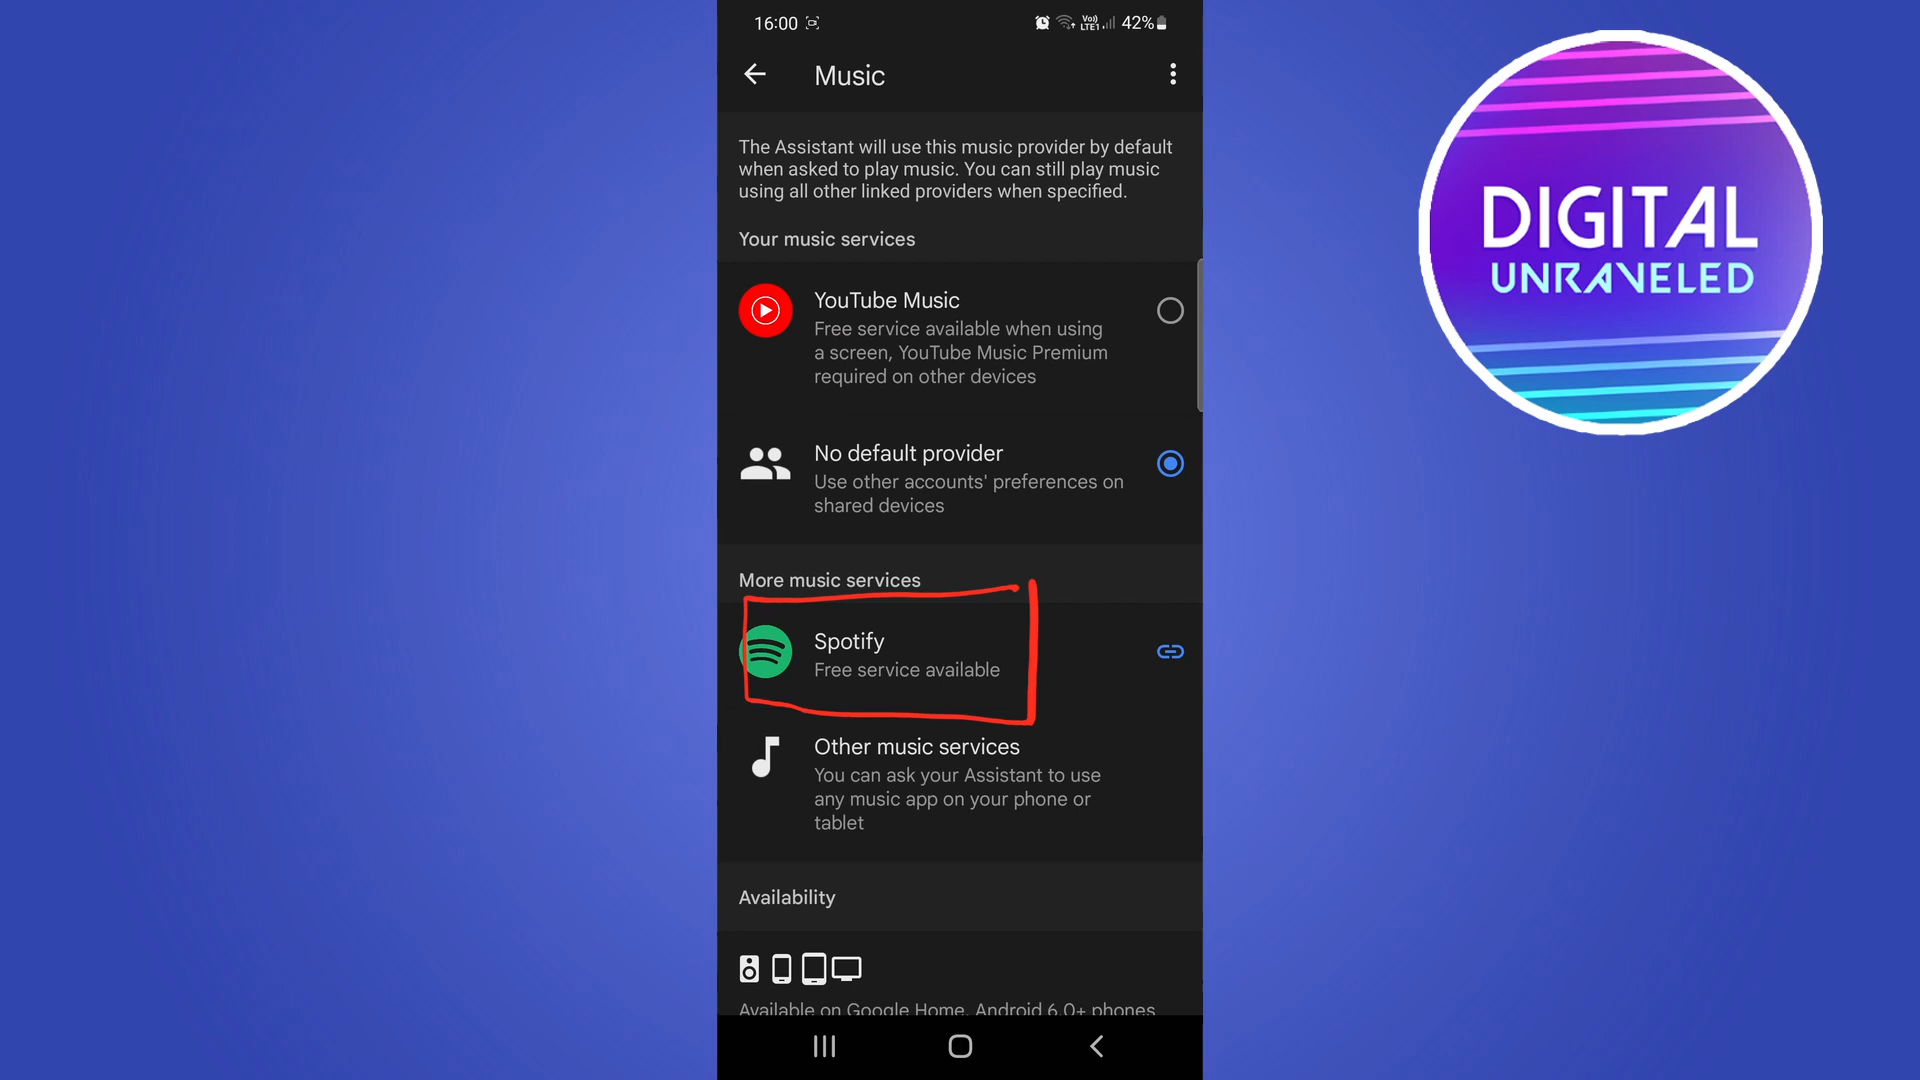 16:00
Vo)) LTE1 42%
Music
The Assistant will use this music provider by default
when asked to play music. You can still play music
using all other linked providers when specified.
Your music services
YouTube Music
Free service available when using
a screen, YouTube Music Premium
required on other devices
No default provider
Use other accounts' preferences on
shared devices
More music services
Spotify
Free service available
Other music services
You can ask your Assistant to use
any music app on your phone or
tablet
Availability
Available on Google Home, Android 6.0+ phones
DIGITAL
UNRAVELED